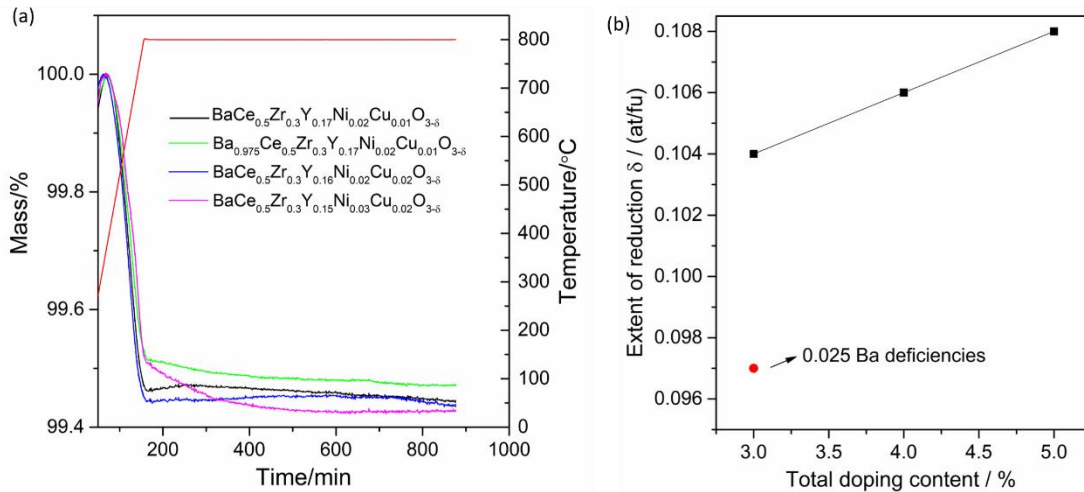 (a)
100.0
99.8
99.6
99.4
Mass/%
BaCe0.5Zr0.3Y0.17Ni0.02Cu0.01O3-δ
Ba0.975Ce0.5Zr0.3Y0.17Ni0.02Cu0.01O3-δ
BaCe0.5Zr0.3Y0.16Ni0.02Cu0.02O3-δ
BaCe0.5Zr0.3Y0.15Ni0.03Cu0.02O3-δ
800
700
600
500
400
300
200
100
0
Temperature/°C
200 400 600 800 1000
Time/min
(b)
0.108
0.106
0.104
0.102
0.100
0.098
0.096
Extent of reduction δ / (at/fu)
0.025 Ba deficiencies
3.0 3.5 4.0 4.5 5.0
Total doping content / %